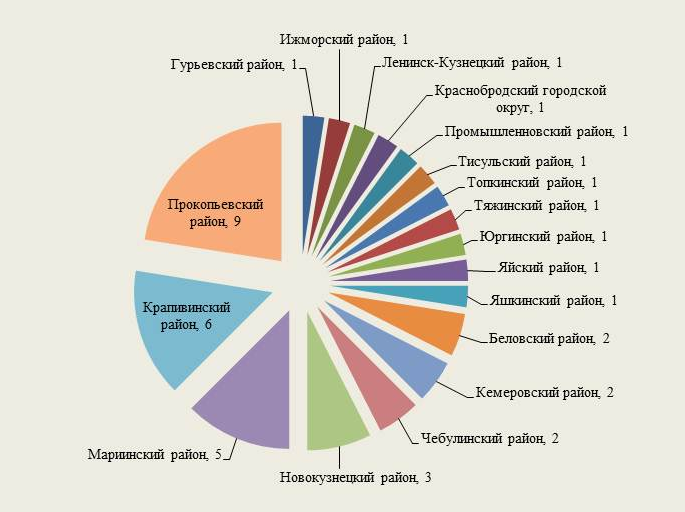 Ижморский район, 1
Гурьевский район, 1
Ленинск-Кузнецкий район, 1
Краснобродский городской
округ, 1
Промышленновский район, 1
Тисульский район, 1
Топкинский район, 1
Тяжинский район, 1
Юргинский район, 1
Яйский район, 1
Яшкинский район, 1
Беловский район, 2
Кемеровский район, 2
Чебулинский район, 2
Новокузнецкий район, 3
Мариинский район, 5
Крапивинский
район, 6
Прокопьевский
район, 9